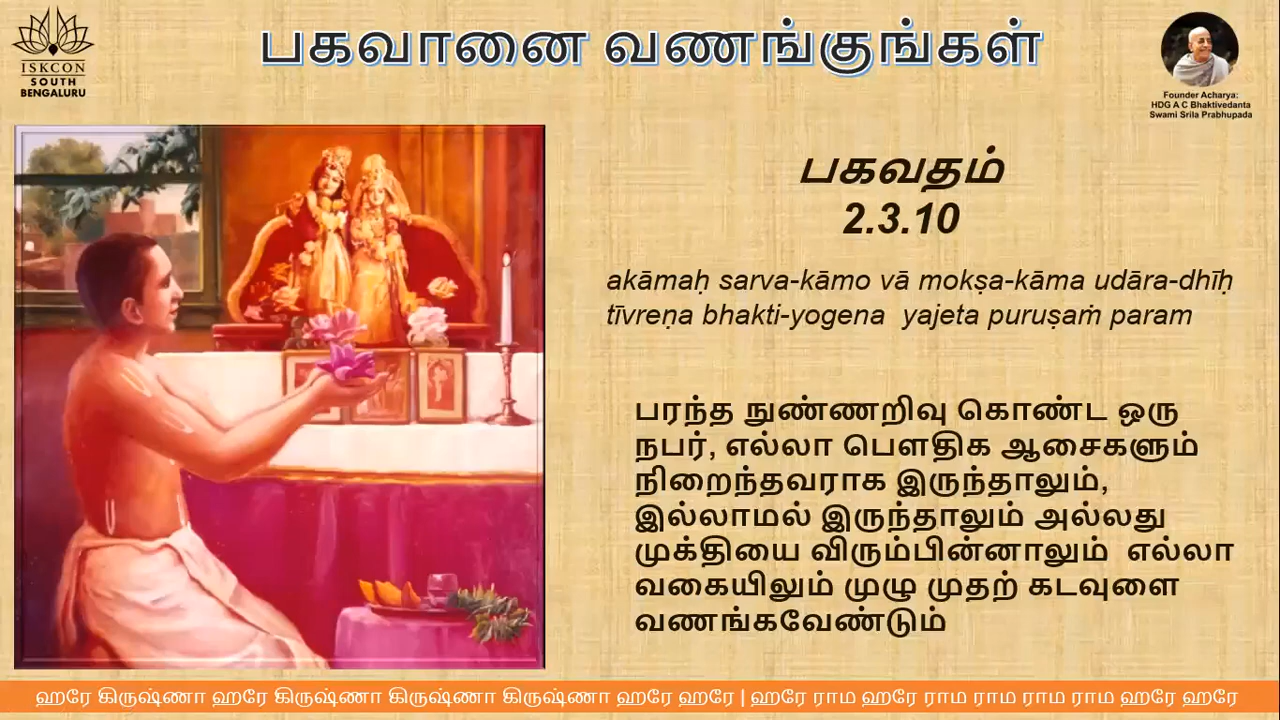 பகவானை வணங்குங்கள்
ISKCON
SOUTH
BENGALURU
Founder Acharya:
HDG A C Bhaktivedanta
Swami Srila Prabhupada
பகவதம்
2.3.10
akāmaḥ sarva-kāmo vā mokṣa-kāma udāra-dhīḥ
tīvreṇa bhakti-yogena yajeta puruṣaṁ param
பரந்த நுண்ணறிவு கொண்ட ஒரு
நபர், எல்லா பௌதிக ஆசைகளும்
நிறைந்தவராக இருந்தாலும்,
இல்லாமல் இருந்தாலும் அல்லது
முக்தியை விரும்பின்னாலும் எல்லா
வகையிலும் முழு முதற் கடவுளை
வணங்கவேண்டும்
ஹரே கிருஷ்ணா ஹரே கிருஷ்ணா கிருஷ்ணா கிருஷ்ணா ஹரே ஹரே | ஹரே ராம ஹரே ராம ராம ராம ராம ஹரே ஹரே